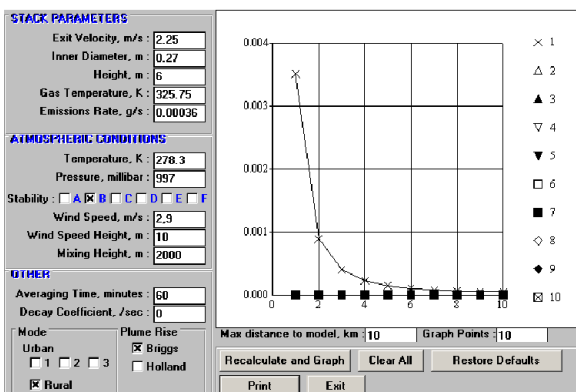 STACK PARAMETERS
Exit Velocity, m/s : 2.25
Inner Diameter, m : 0.27
Height, m : 6
Gas Temperature, K : 325.75
Emissions Rate, g/s : 0.00036
ATMOSPHERIC CONDITIONS
Temperature, K : 278.3
Pressure, millibar : 997
Stability : A B C D E F
Wind Speed, m/s : 2.9
Wind Speed Height, m : 10
Mixing Height, m : 2000
OTHER
Averaging Time, minutes : 60
Decay Coefficient, /sec : 0
Mode
Urban
1 2 3
Rural
Plume Rise
Briggs
Holland
0.004
0.003
0.002
0.001
0.000
0 2 4 6 8 10
1
2
3
4
5
6
7
8
9
10
Max distance to model, km : 10 Graph Points : 10
Recalculate and Graph Clear All Restore Defaults
Print Exit